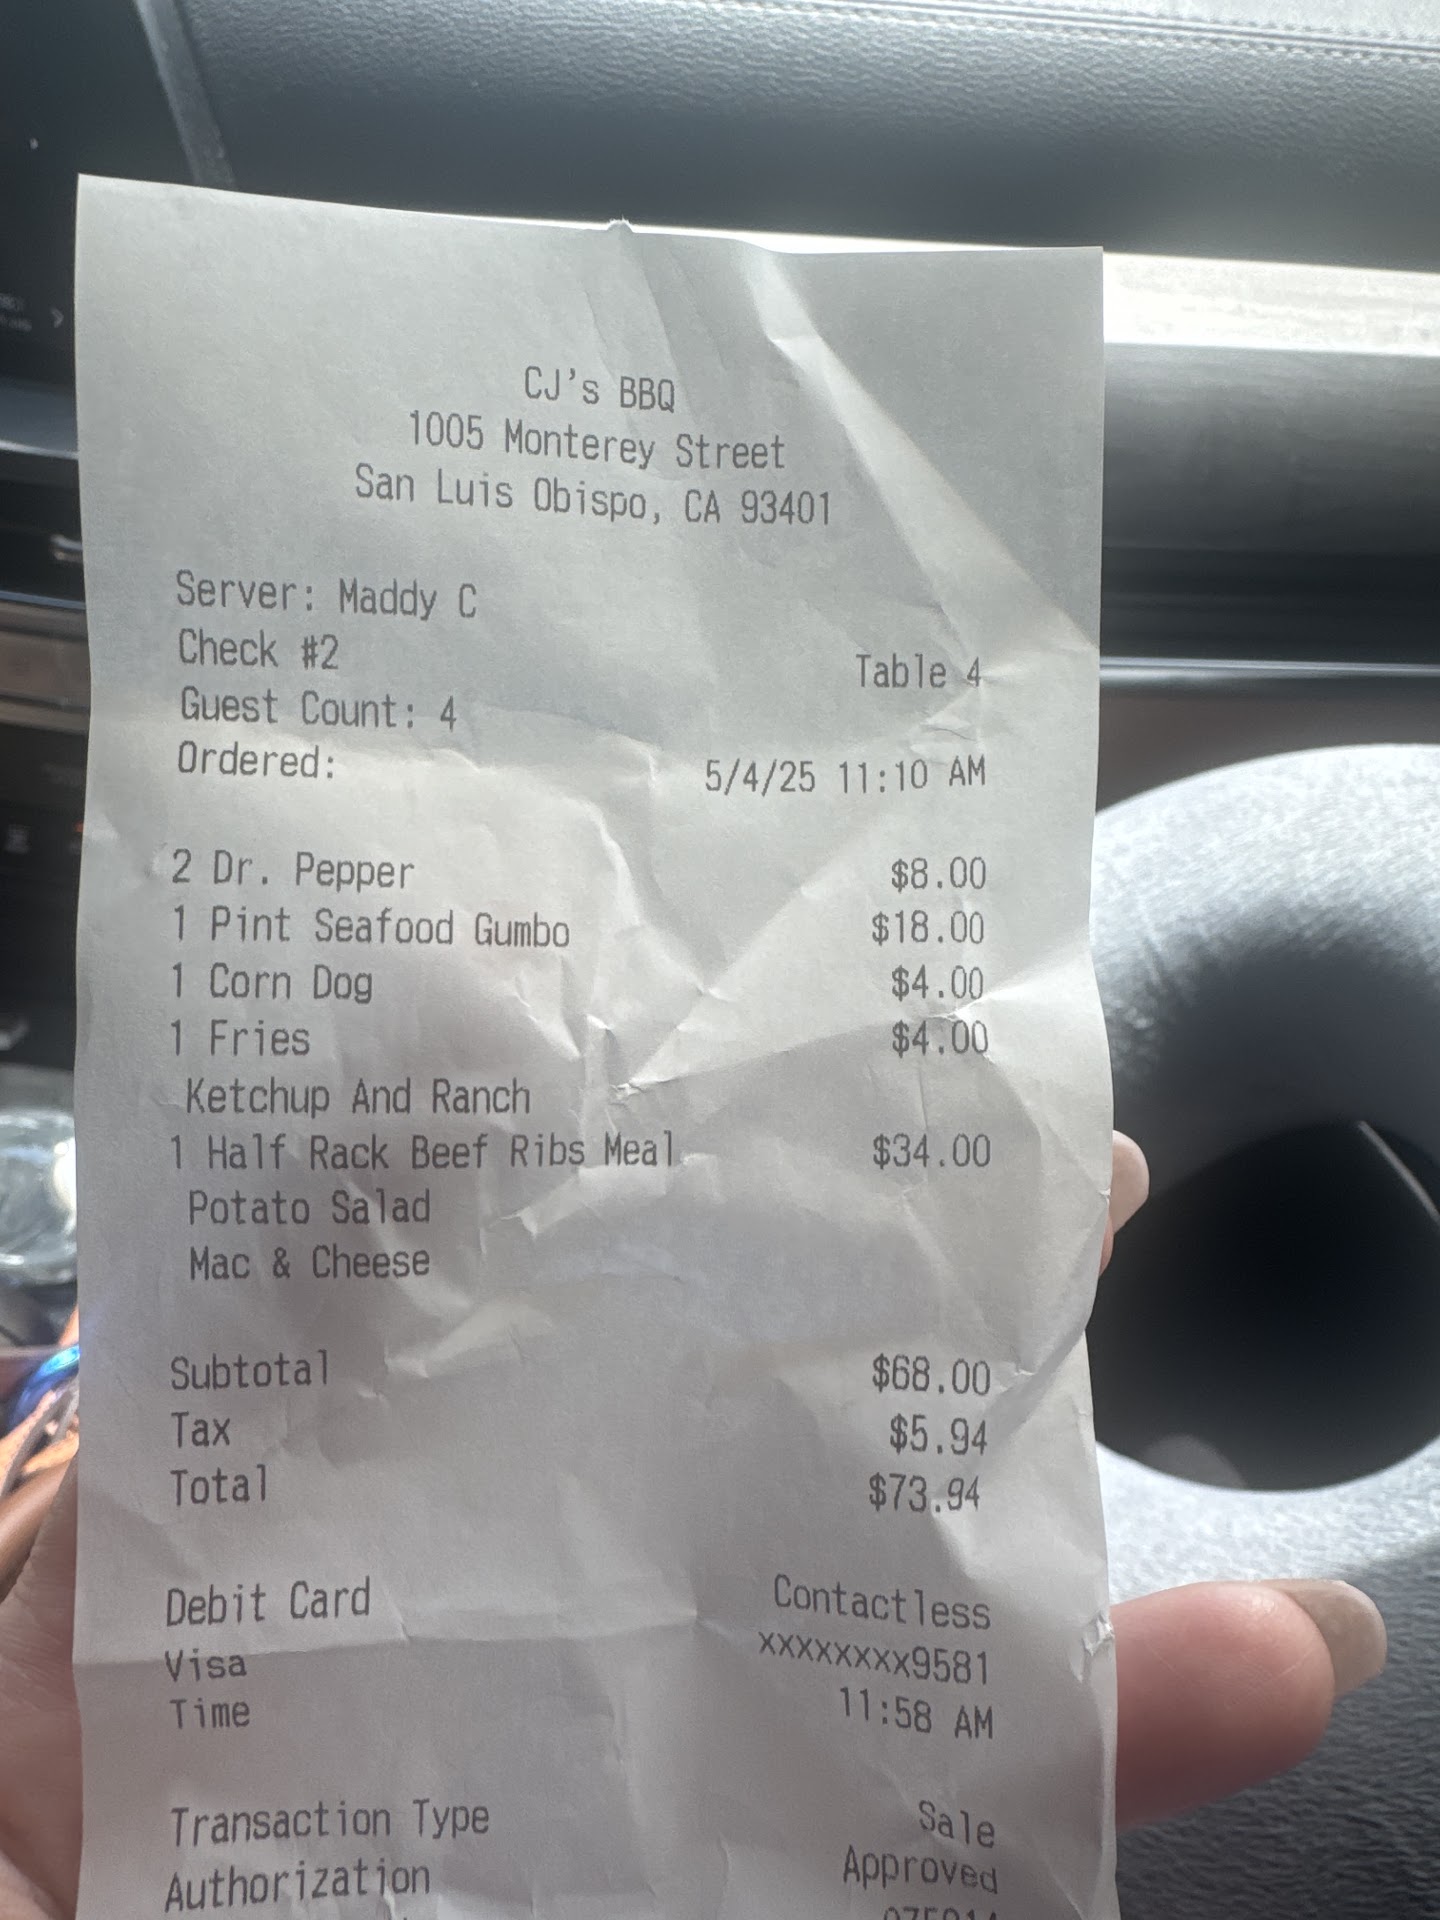 CJ's BBQ
1005 Monterey Street
San Luis Obispo, CA 93401
Server: Maddy C
Check #2
Table 4
Guest Count: 4
Ordered: 5/4/25 11:10 AM
2 Dr. Pepper $8.00
1 Pint Seafood Gumbo $18.00
1 Corn Dog $4.00
1 Fries $4.00
Ketchup And Ranch
1 Half Rack Beef Ribs Meal $34.00
Potato Salad
Mac & Cheese
Subtotal $68.00
Tax $5.94
Total $73.94
Debit Card Contactless
Visa xxxxxxxx9581
Time 11:58 AM
Transaction Type Sale
Authorization Approved